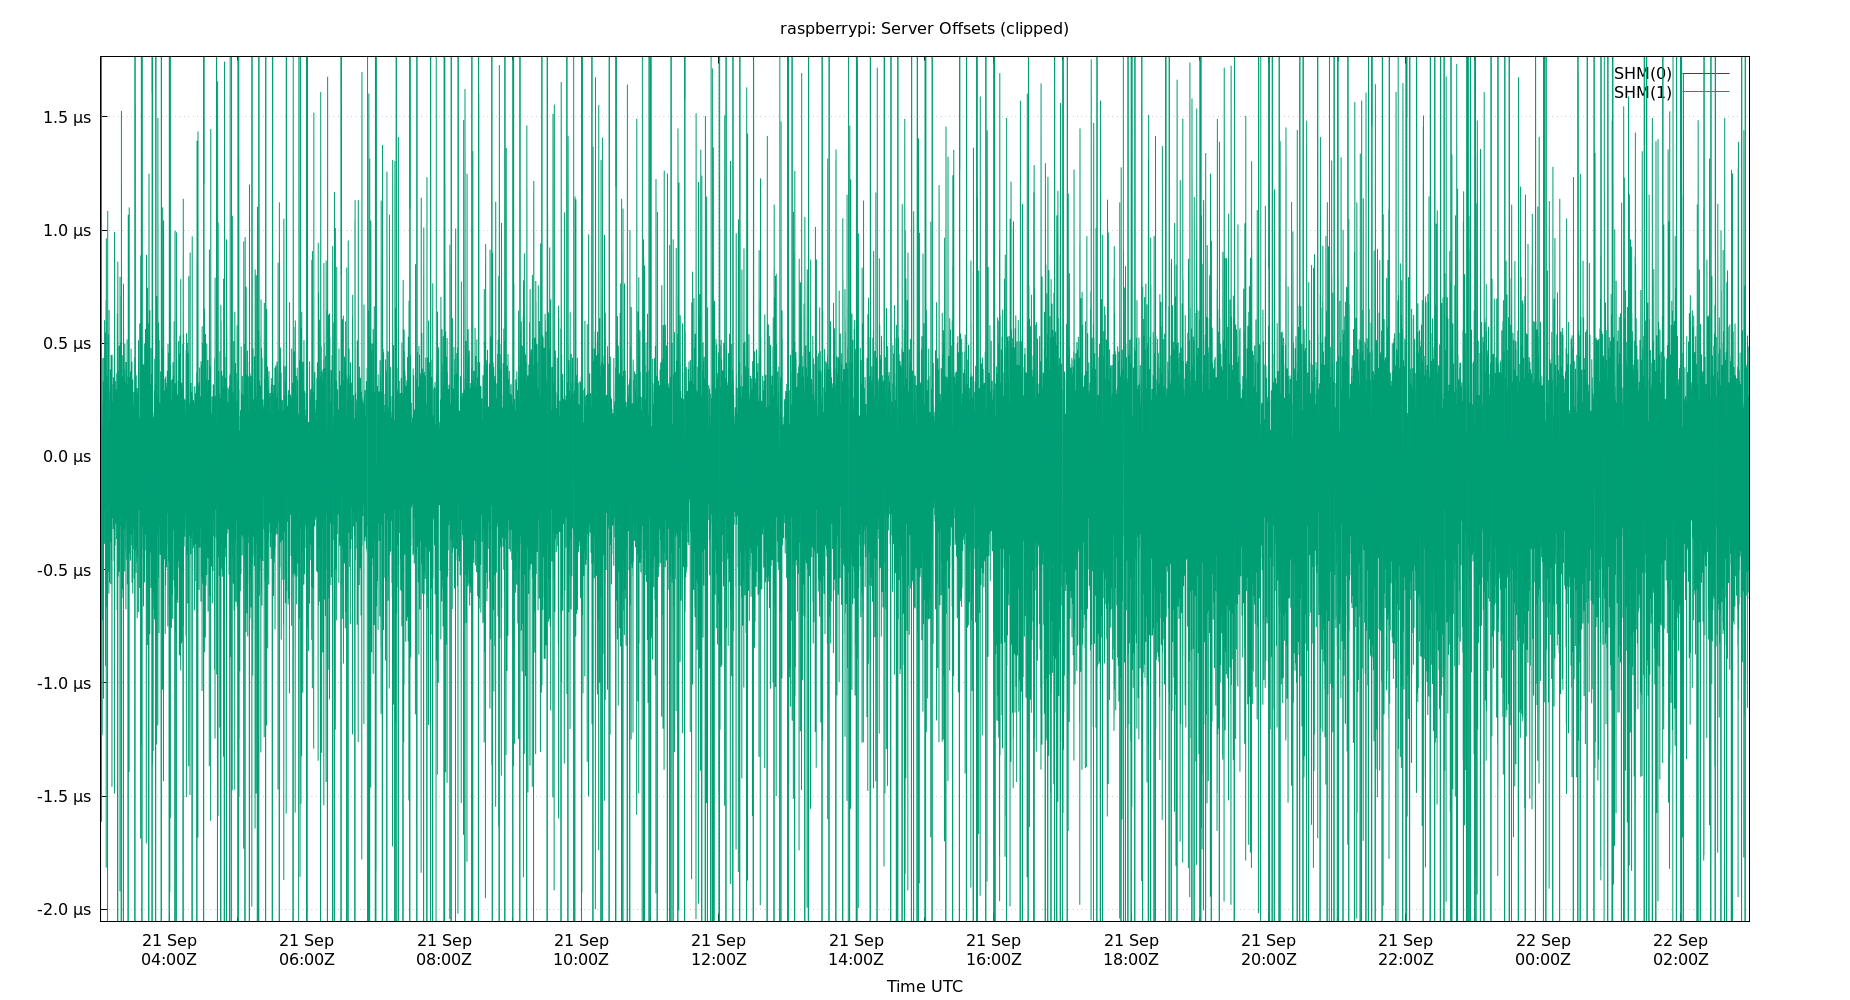 raspberrypi: Server Offsets (clipped)
SHM(0)
SHM(1)
1.5 µs
1.0 µs
0.5 µs
0.0 µs
-0.5 µs
-1.0 µs
-1.5 µs
-2.0 µs
21 Sep 21 Sep 21 Sep 21 Sep 21 Sep 21 Sep 21 Sep 21 Sep 21 Sep 21 Sep 22 Sep 22 Sep
04:00Z 06:00Z 08:00Z 10:00Z 12:00Z 14:00Z 16:00Z 18:00Z 20:00Z 22:00Z 00:00Z 02:00Z
Time UTC